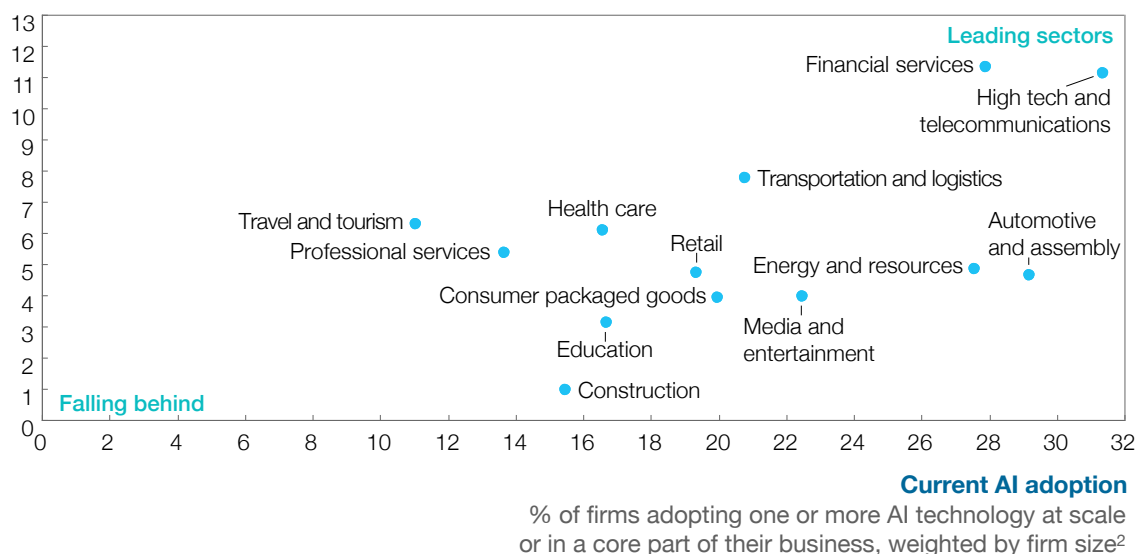 13
12
11
10
9
8
7
6
5
4
3
2
1
0
Leading sectors
Financial services
High tech and
telecommunications
Transportation and logistics
Health care
Travel and tourism
Automotive
and assembly
Retail
Professional services
Energy and resources
Consumer packaged goods
Media and
entertainment
Education
Construction
Falling behind
0 2 4 6 8 10 12 14 16 18 20 22 24 26 28 30 32
Current AI adoption
% of firms adopting one or more AI technology at scale
or in a core part of their business, weighted by firm size²